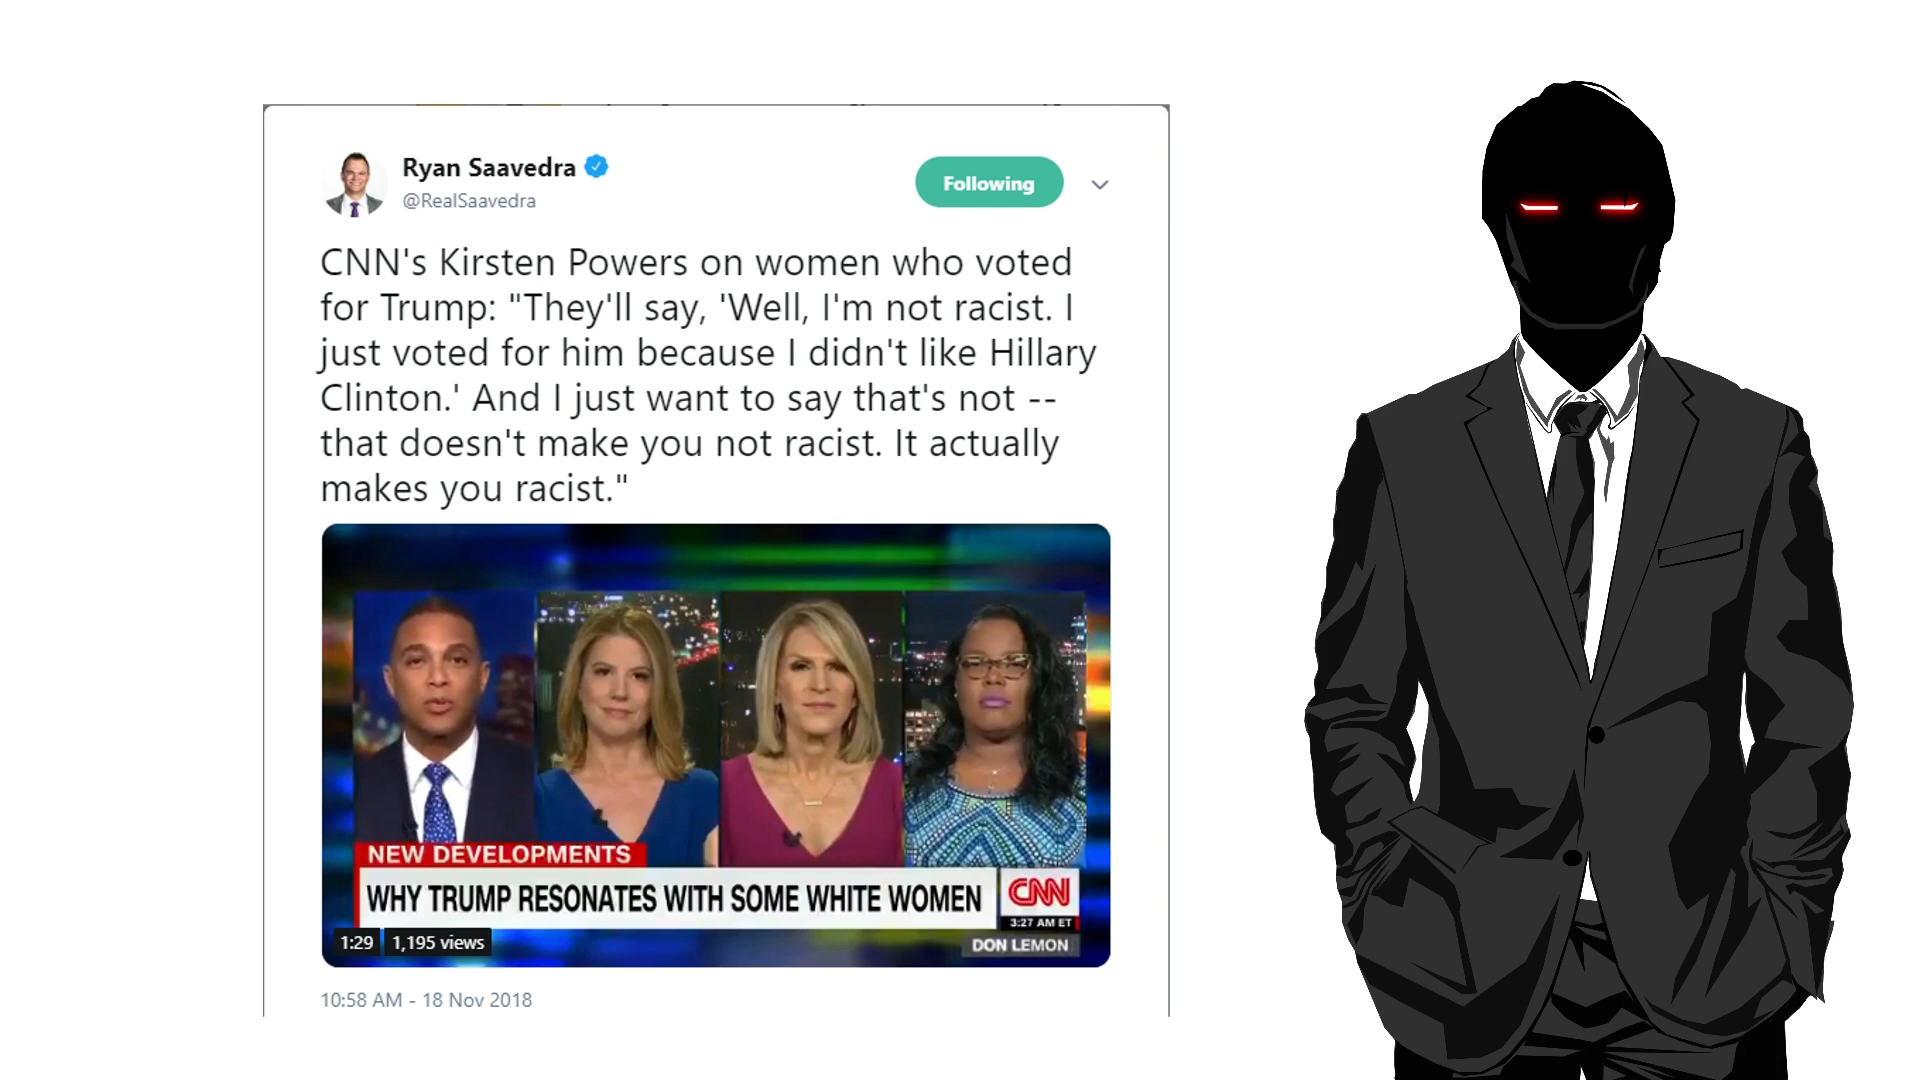 Ryan Saavedra
@RealSaavedra
Following
CNN's Kirsten Powers on women who voted
for Trump: "They'll say, 'Well, I'm not racist. I
just voted for him because I didn't like Hillary
Clinton.' And I just want to say that's not --
that doesn't make you not racist. It actually
makes you racist."
NEW DEVELOPMENTS
WHY TRUMP RESONATES WITH SOME WHITE WOMEN
CNN
3:27 AM ET
1:29
1,195 views
DON LEMON
10:58 AM - 18 Nov 2018